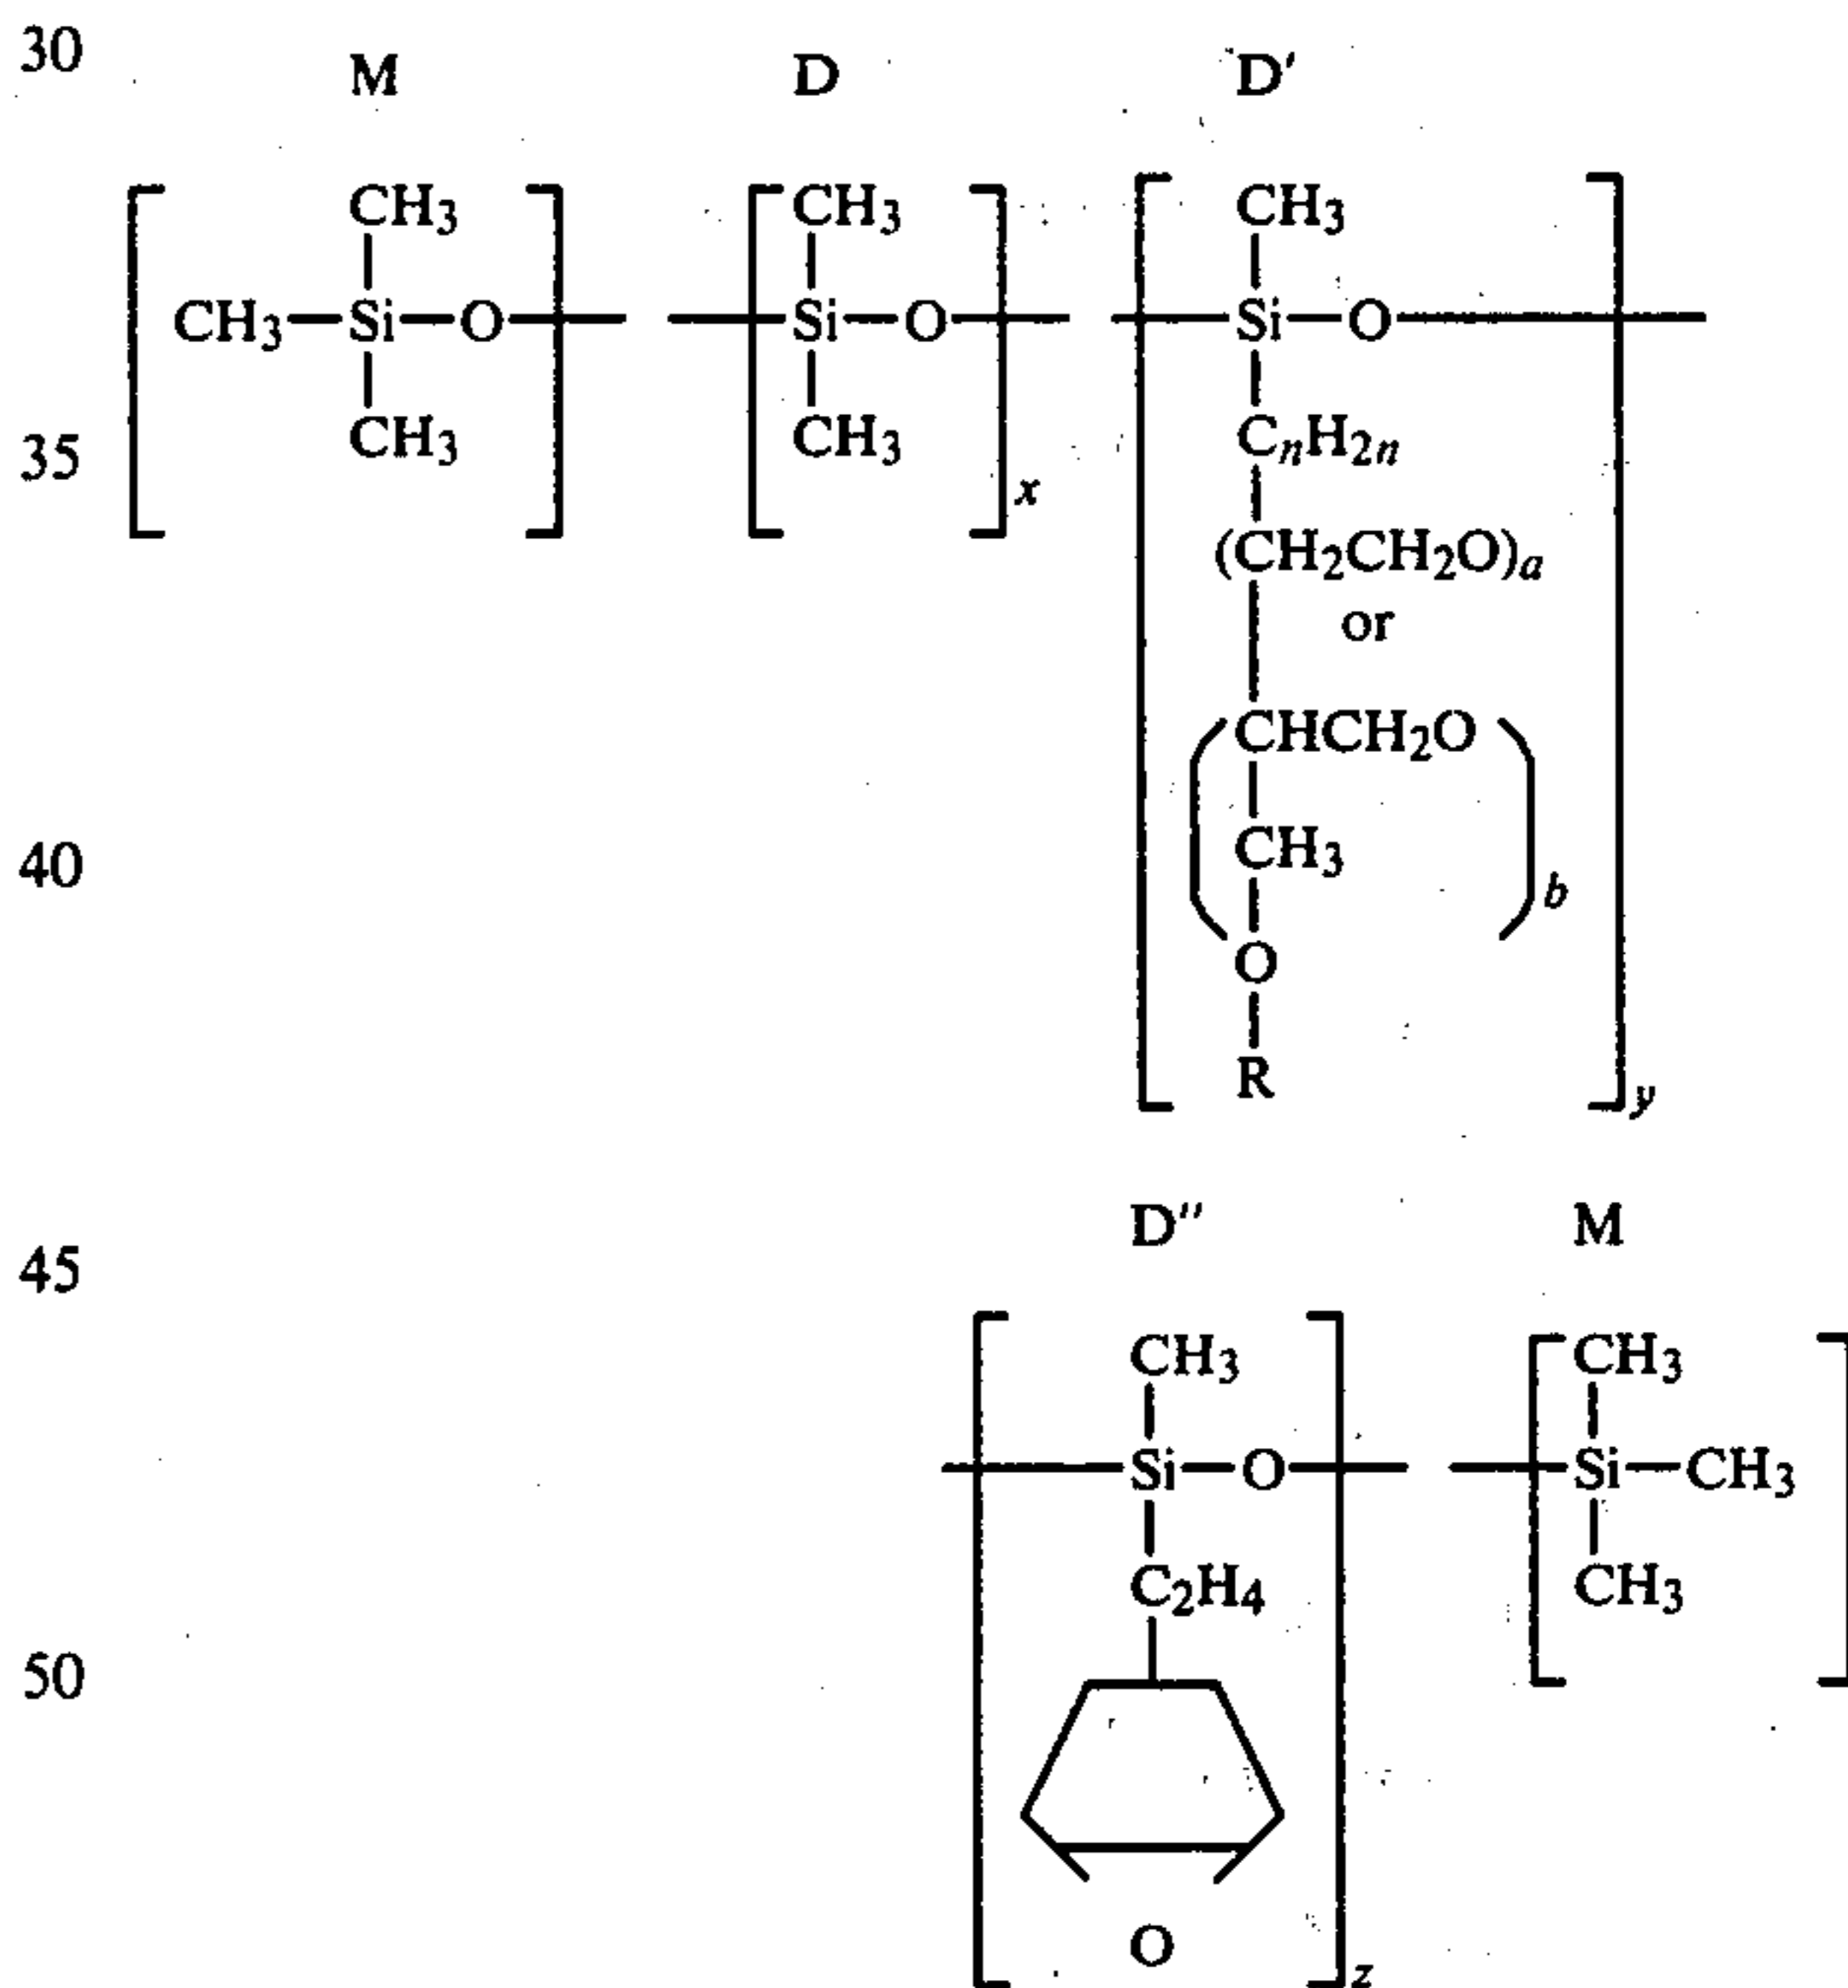 30
M D D'
CH3 CH3 CH3
CH3—Si—O— —Si—O— —Si—O—
35 CH3 CH3 CnH2n
x
(CH2CH2O)a
or
CHCH2O
40 CH3
b
O
R
y
D" M
45
CH3 CH3
—Si—O— —Si—CH3
C2H4 CH3
50
O
z